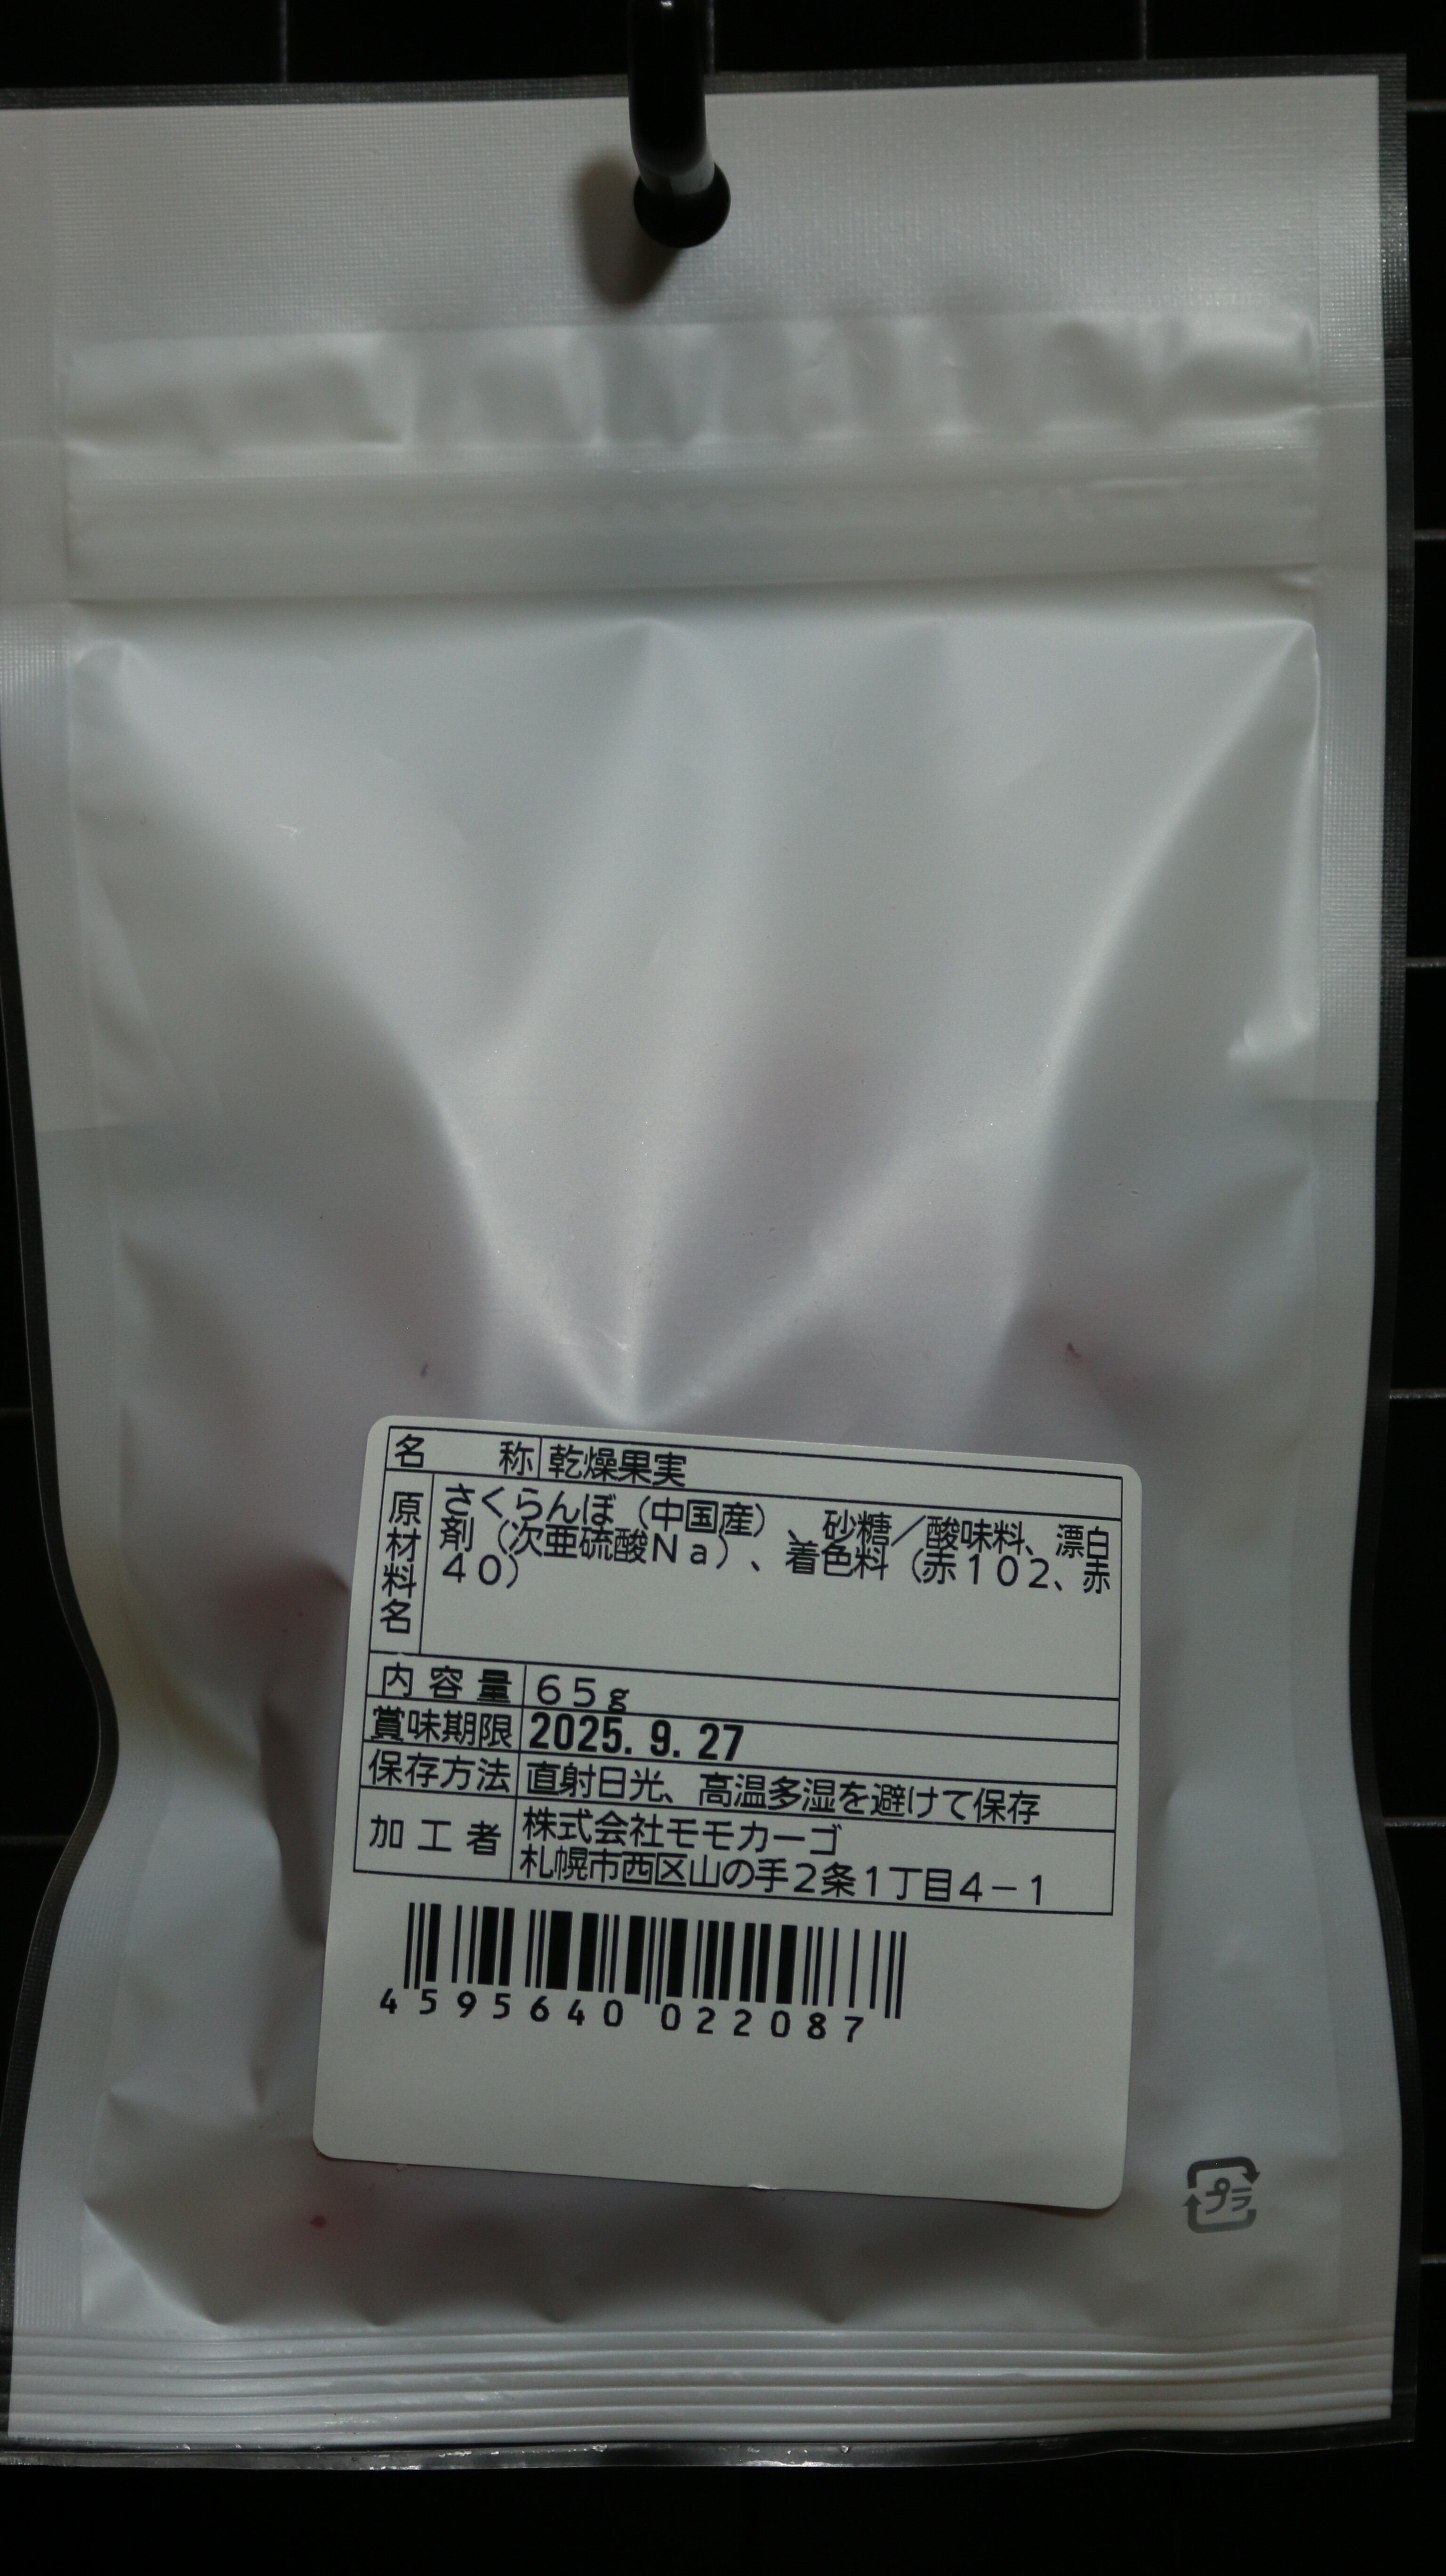 名称 乾燥果実
原材料名 さくらんぼ（中国産）、砂糖／酸味料、漂白
剤（次亜硫酸Ｎａ）、着色料（赤１０２、赤
４０）
内容量 ６５ｇ
賞味期限 2025. 9. 27
保存方法 直射日光、高温多湿を避けて保存
加工者 株式会社モモカーゴ
札幌市西区山の手２条１丁目４－１
4 595640 022087
プラ